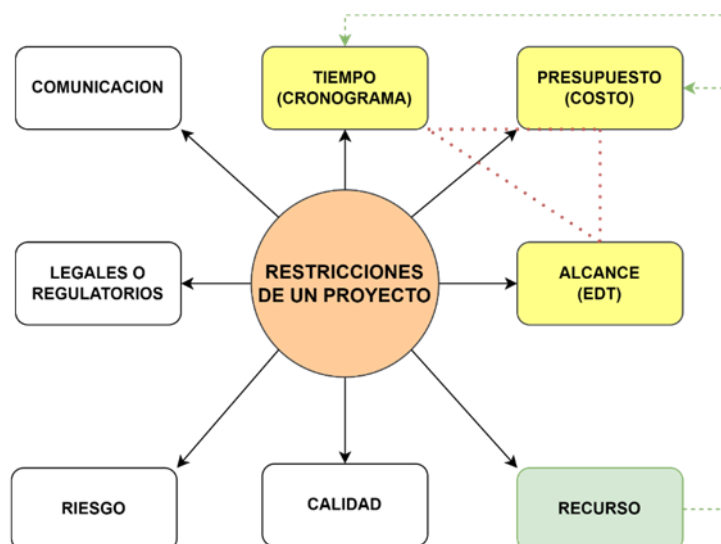 COMUNICACION
TIEMPO
(CRONOGRAMA)
PRESUPUESTO
(COSTO)
LEGALES O
REGULATORIOS
RESTRICCIONES
DE UN PROYECTO
ALCANCE
(EDT)
RIESGO
CALIDAD
RECURSO